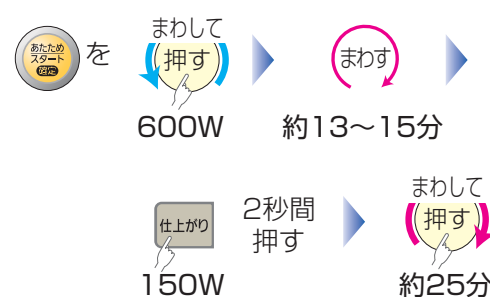 あたため
スタート
確定
を
まわして
押す
600W
まわす
約13〜15分
仕上がり
150W
2秒間
押す
まわして
押す
約25分